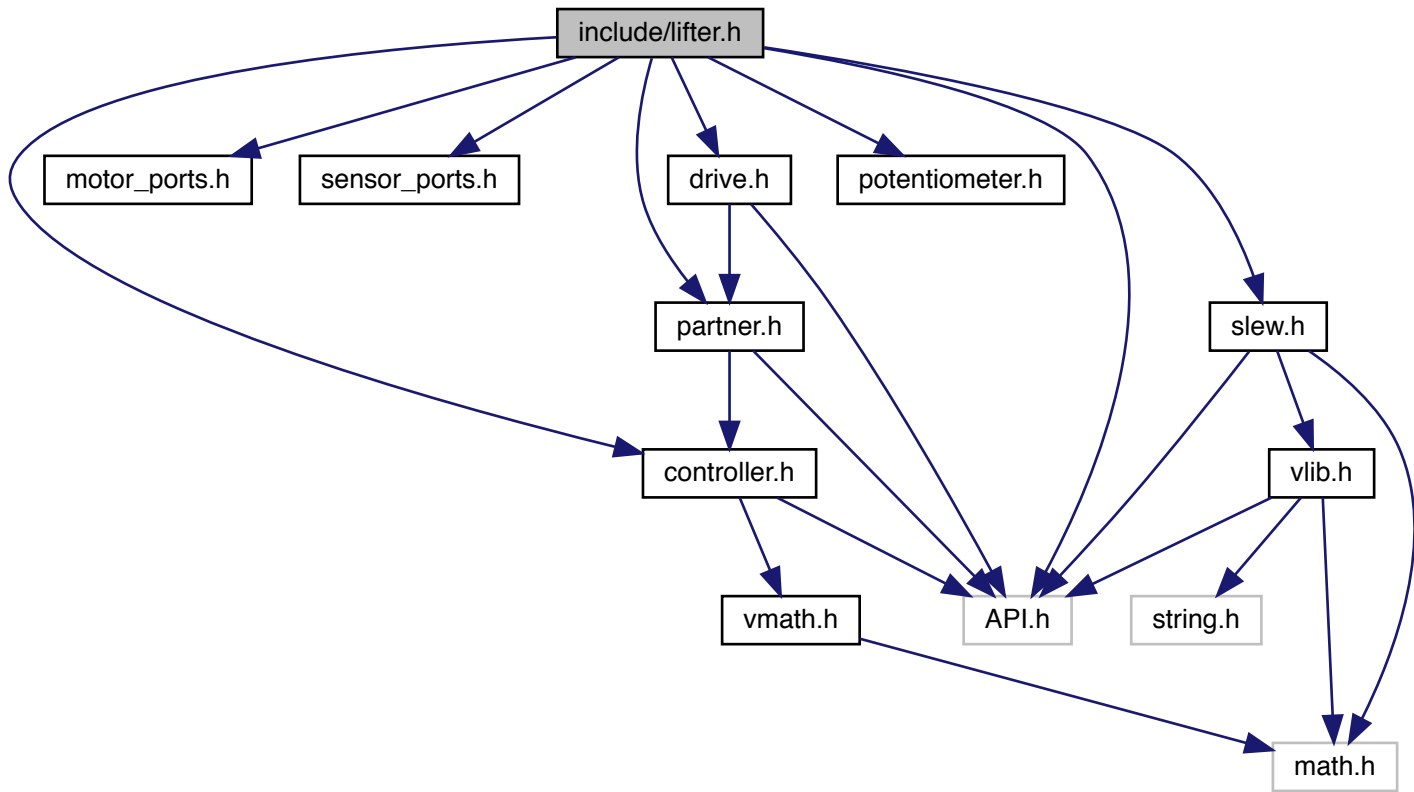 include/lifter.h
motor_ports.h
sensor_ports.h
drive.h
potentiometer.h
partner.h
slew.h
controller.h
vlib.h
vmath.h
API.h
string.h
math.h